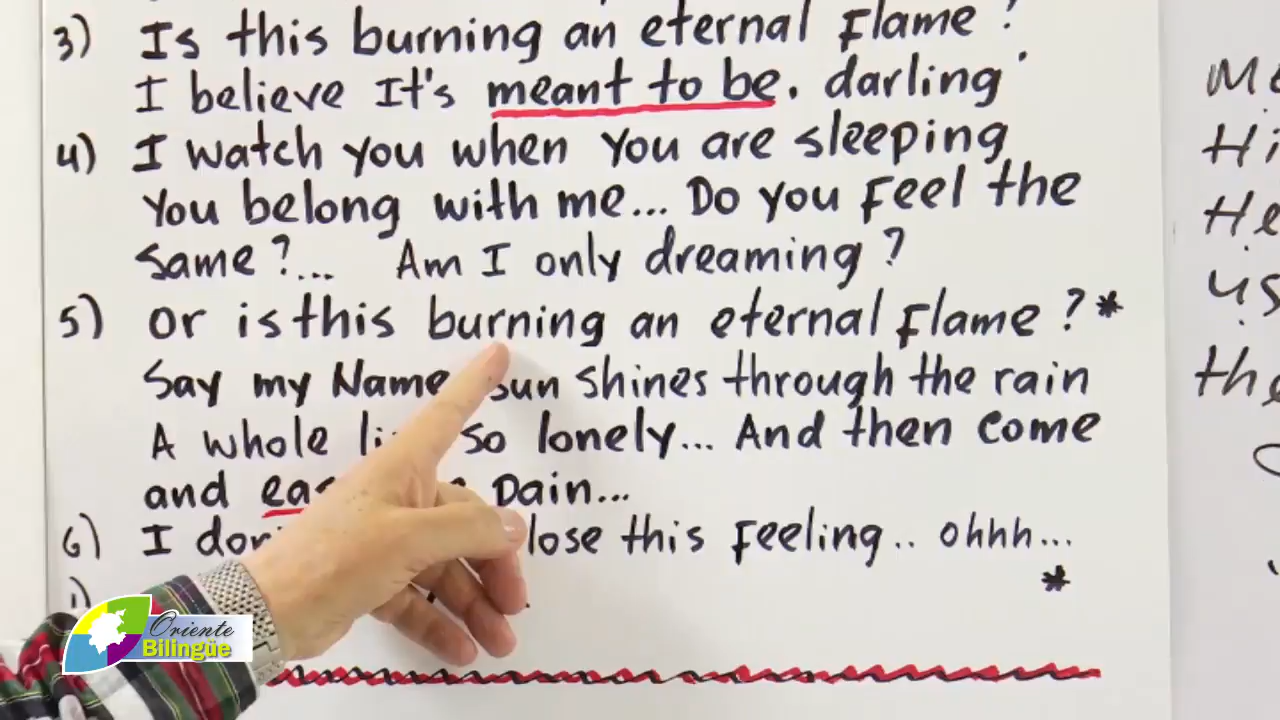 3) Is this burning an eternal flame?
I believe It's meant to be. darling
4) I watch you when you are sleeping
You belong with me... Do you feel the
same?... Am I only dreaming?
5) or is this burning an eternal flame?*
Say my Name sun shines through the rain
A whole so lonely... And then come
and pain...
6) I lose this feeling.. ohhh...
*
Oriente
Bilingüe